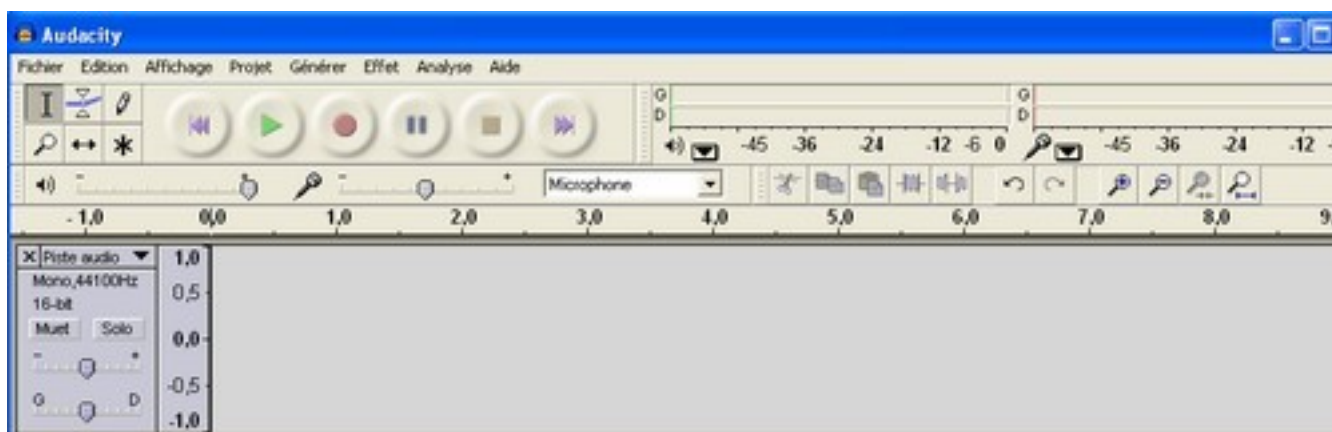 Audacity
Fichier Edition Affichage Projet Générer Effet Analyse Aide
G
D
-45 -36 -24 -12 -6 0
G
D
-45 -36 -24 -12
- + - + Microphone
- 1,0 0,0 1,0 2,0 3,0 4,0 5,0 6,0 7,0 8,0 9
X Piste audio 1,0
Mono,44100Hz
0,5
16-bit
Muet Solo
0,0
- +
-0,5
G D
-1,0